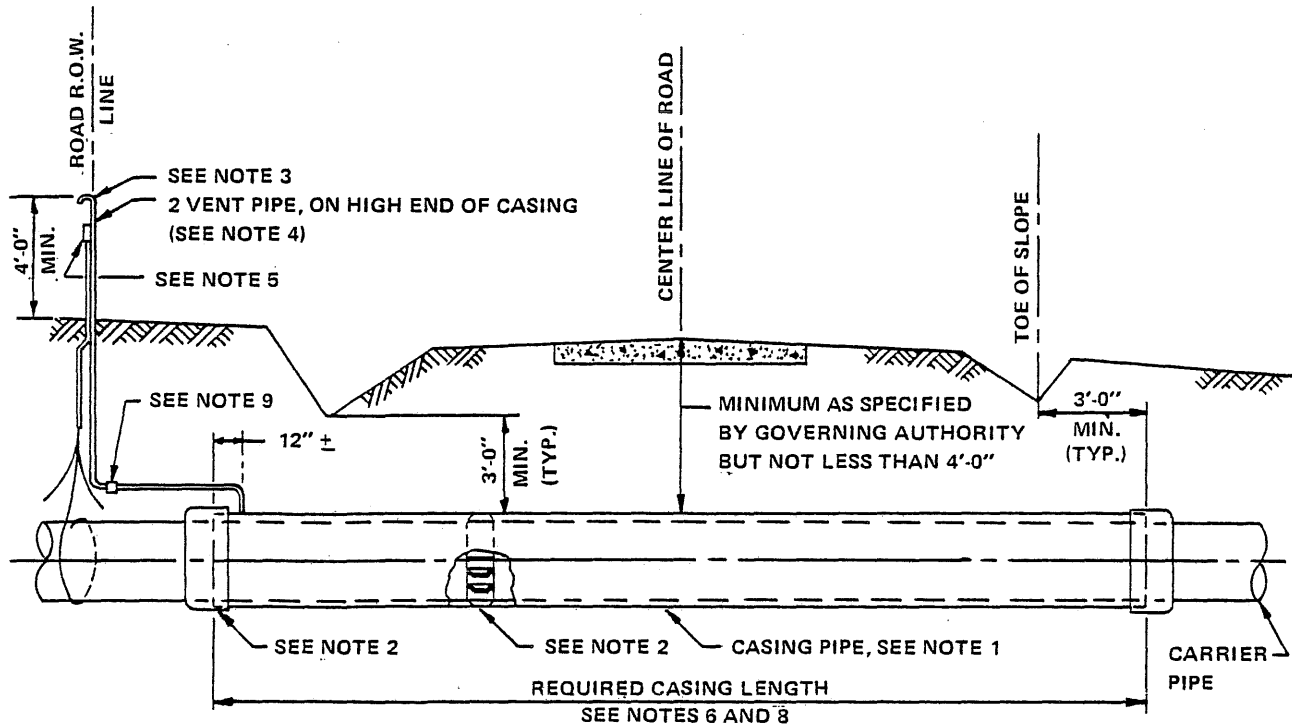 ROAD R.O.W.
LINE
CENTER LINE OF ROAD
TOE OF SLOPE
SEE NOTE 3
2 VENT PIPE, ON HIGH END OF CASING
(SEE NOTE 4)
4'-0"
MIN.
SEE NOTE 5
SEE NOTE 9
12" ±
3'-0"
MIN.
(TYP.)
MINIMUM AS SPECIFIED
BY GOVERNING AUTHORITY
BUT NOT LESS THAN 4'-0"
3'-0"
MIN.
(TYP.)
SEE NOTE 2
SEE NOTE 2
CASING PIPE, SEE NOTE 1
CARRIER
PIPE
REQUIRED CASING LENGTH
SEE NOTES 6 AND 8